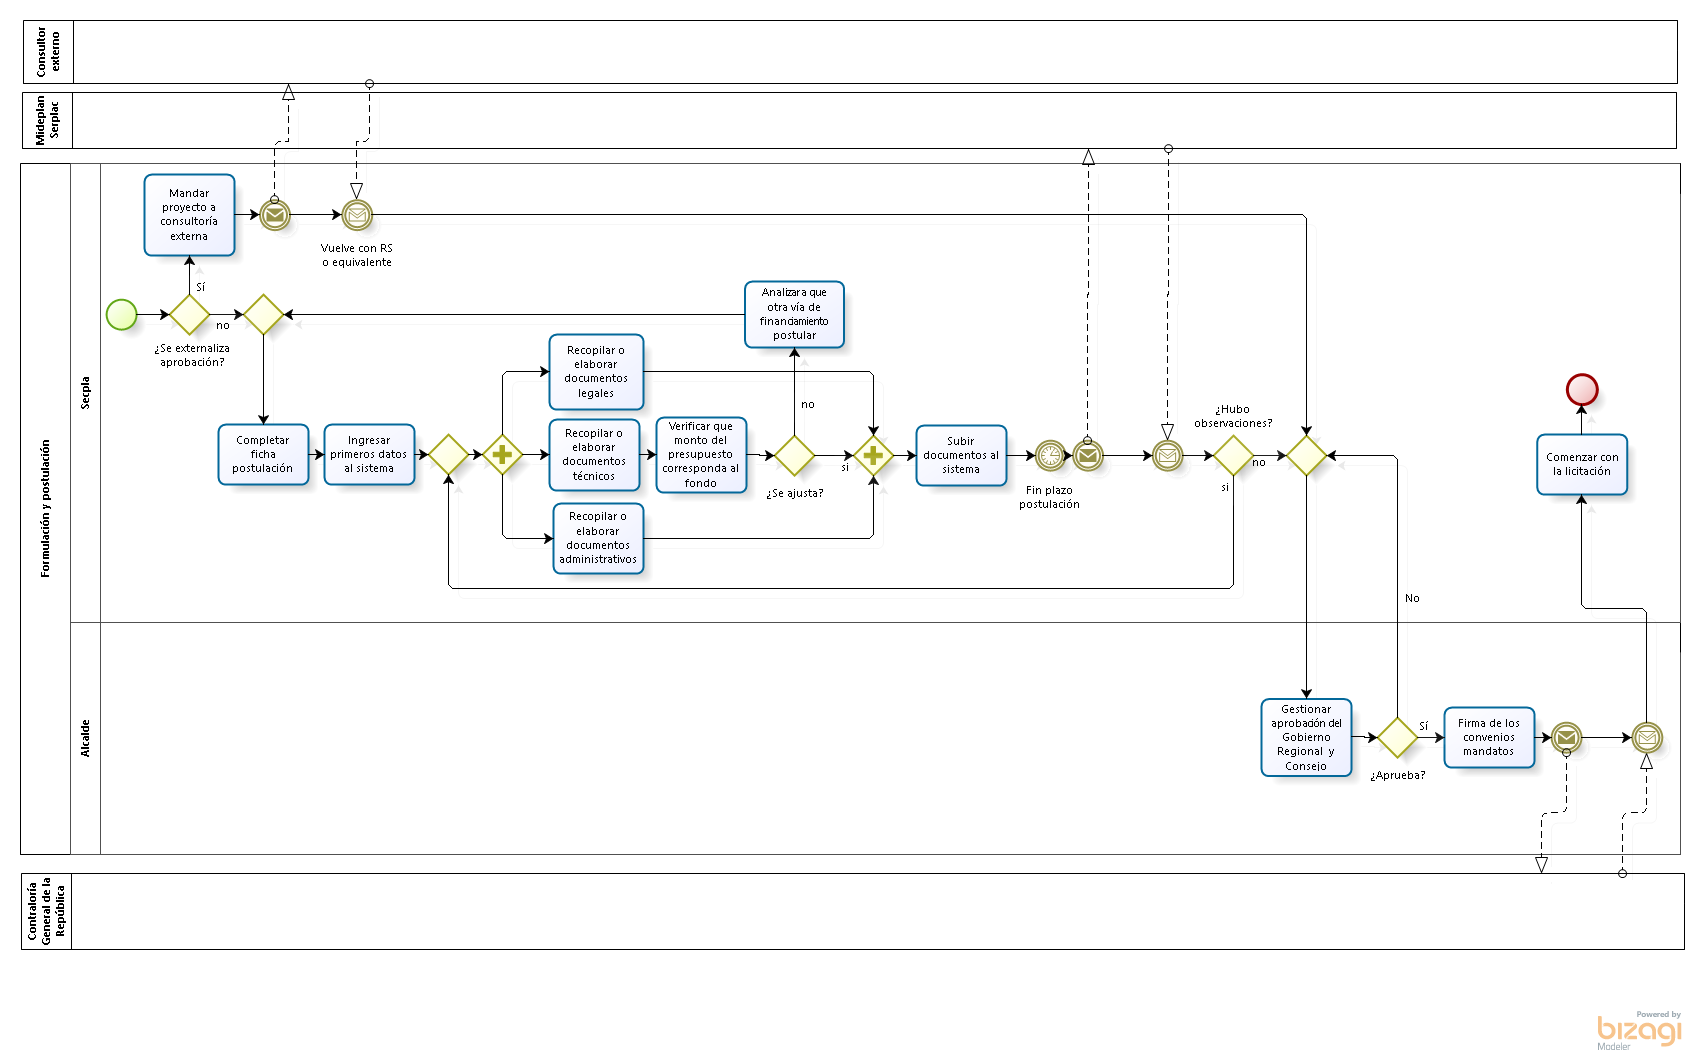 Consultor
externo
Mideplan
Serplac
Formulación y postulación
Secpla
Mandar
proyecto a
consultoría
externa
Vuelve con RS
o equivalente
Sí
no
¿Se externaliza
aprobación?
Analizara que
otra vía de
financiamiento
postular
Recopilar o
elaborar
documentos
legales
no
¿Hubo
observaciones?
Completar
ficha
postulación
Ingresar
primeros datos
al sistema
Recopilar o
elaborar
documentos
técnicos
Verificar que
monto del
presupuesto
corresponda al
fondo
si
¿Se ajusta?
Subir
documentos al
sistema
Fin plazo
postulación
no
si
Comenzar con
la licitación
Recopilar o
elaborar
documentos
administrativos
No
Alcalde
Gestionar
aprobación del
Gobierno
Regional y
Consejo
Sí
¿Aprueba?
Firma de los
convenios
mandatos
Contraloría
General de la
República
Powered by
bizagi
Modeler